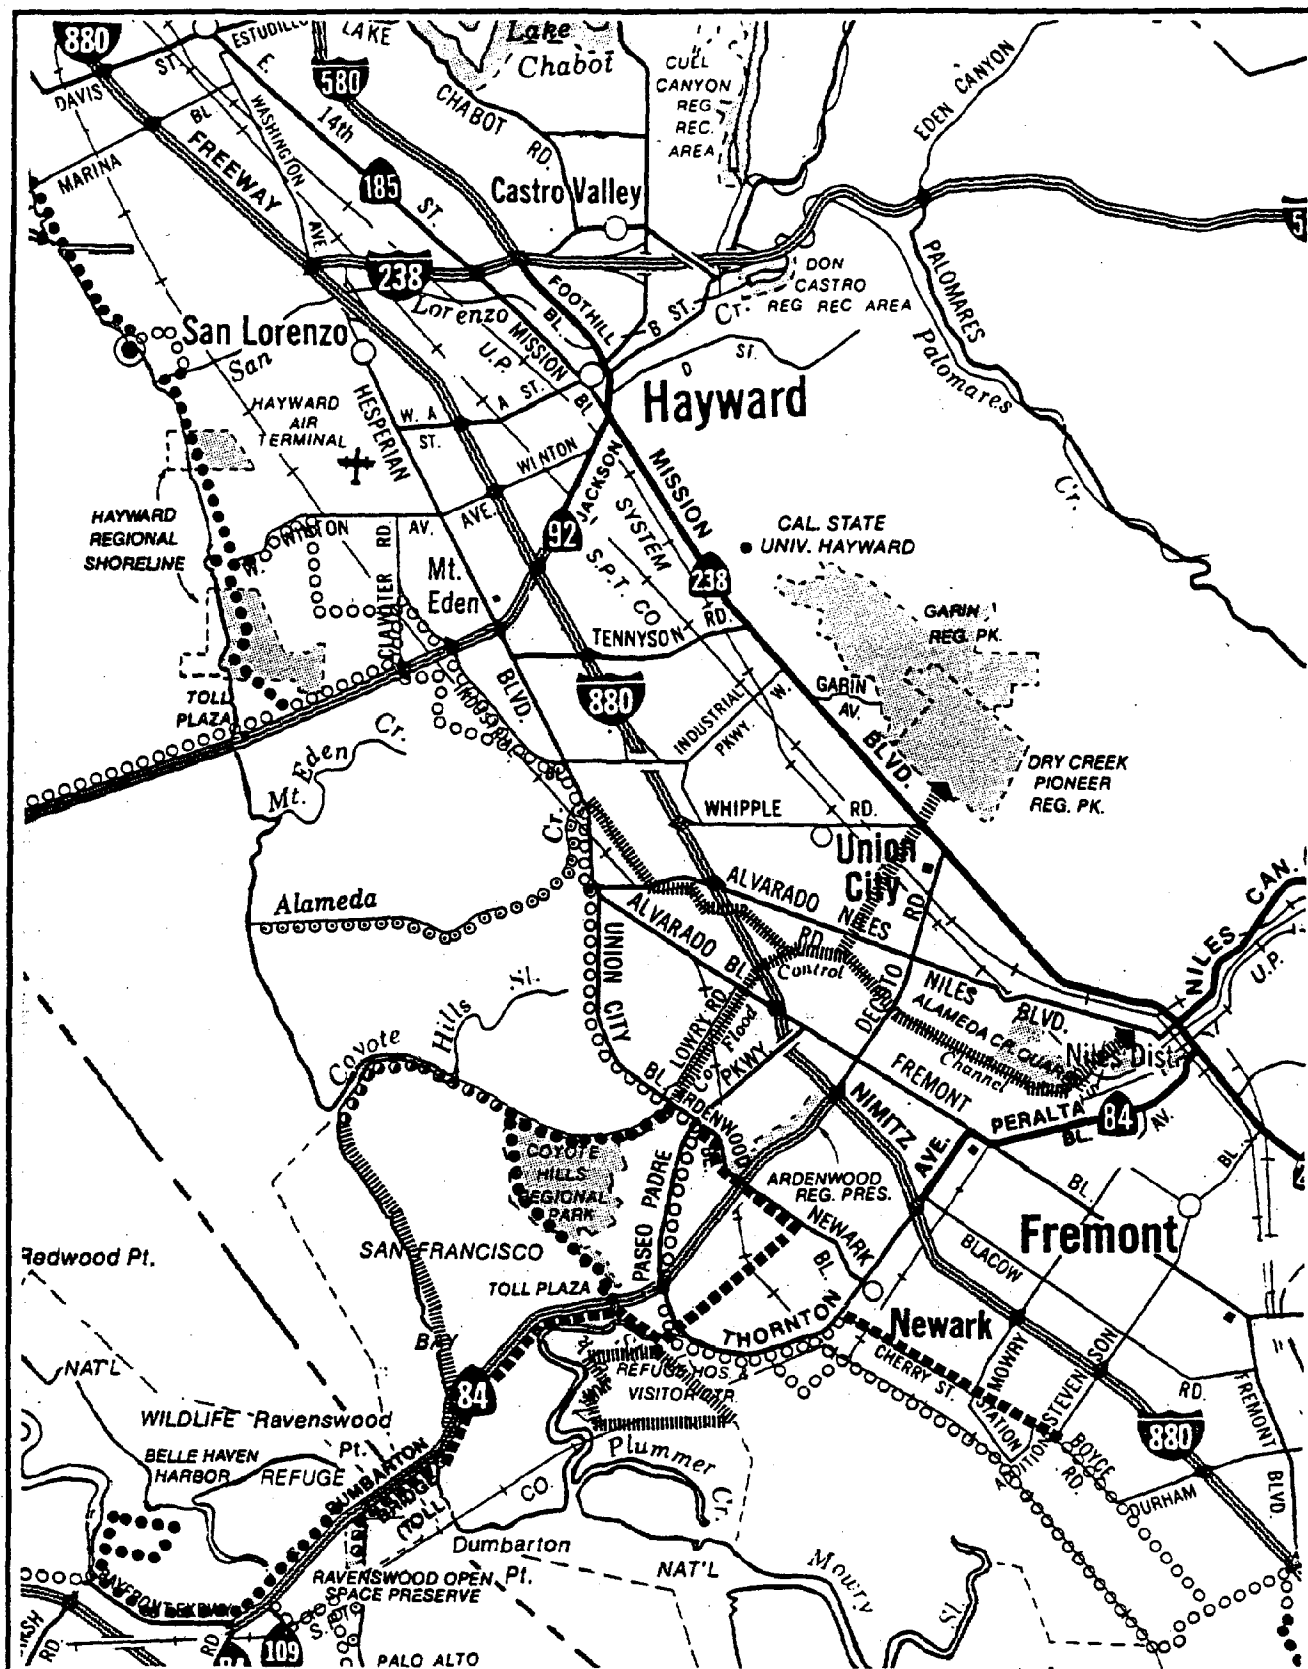 880
ESTUDILLO
LAKE
Lake
Chabot
ST.
E.
580
CULL
CANYON
REG
REC.
AREA
EDEN CANYON
DAVIS
BL
WASHINGTON
14th
CHABOT
RD.
MARINA
FREEWAY
185
ST.
Castro Valley
AVE.
238
FOOTHILL
BL.
DON
CASTRO
REG REC AREA
PALOMARES
Lorenzo
MISSION
B ST.
Cr.
San Lorenzo
San
U.P.
D
ST.
Palomares
Cr.
HAYWARD
AIR
TERMINAL
HESPERIAN
W. A
ST.
A
ST.
BL.
Hayward
WINTON
JACKSON
MISSION
HAYWARD
REGIONAL
SHORELINE
W.
WINTON
RD.
AV.
AVE.
92
SYSTEM
S.P.T. CO
CAL. STATE
UNIV. HAYWARD
Mt.
Eden
CLAWITER
238
TENNYSON
RD.
GARIN
REG. PK.
TOLL
PLAZA
BLVD.
880
INDUSTRIAL
PKWY.
W.
GARIN
AV.
Cr.
Eden
Mt.
BLVD.
DRY CREEK
PIONEER
REG. PK.
Cr.
WHIPPLE
RD.
Union
City
Alameda
ALVARADO
NILES
RD.
RD.
ALVARADO
BL.
UNION
CITY
BL.
Control
DECOTO
NILES
BLVD.
NILES
CAN.
U.P.
Sl.
Hills
Coyote
LOWRY RD.
Flood
PKWY.
ALAMEDA CR. QUARRY
Channel
Niles Dist.
FREMONT
PERALTA
BL.
84
AV.
ARDENWOOD
BL.
NIMITZ
AVE.
COYOTE
HILLS
REGIONAL
PARK
PASEO PADRE
ARDENWOOD
REG. PRES.
BL.
BL.
NEWARK
BL.
Fremont
Redwood Pt.
SAN FRANCISCO
BAY
TOLL PLAZA
BLACOW
RD.
THORNTON
Newark
NAT'L
REFUGE HQS. &
VISITOR CTR.
CHERRY ST.
MOWRY
STEVENSON
84
STATION
FREMONT
BLVD.
WILDLIFE
Ravenswood
Pt.
Plummer
Cr.
880
BELLE HAVEN
HARBOR
REFUGE
ADDITION
BOYCE
RD.
DUMBARTON
BRIDGE
(TOLL)
CO.
DURHAM
Dumbarton
Pt.
NAT'L
Mowry
Sl.
RAVENSWOOD OPEN
SPACE PRESERVE
BAYFRONT EXPWY
RD.
RD.
84
109
PALO ALTO